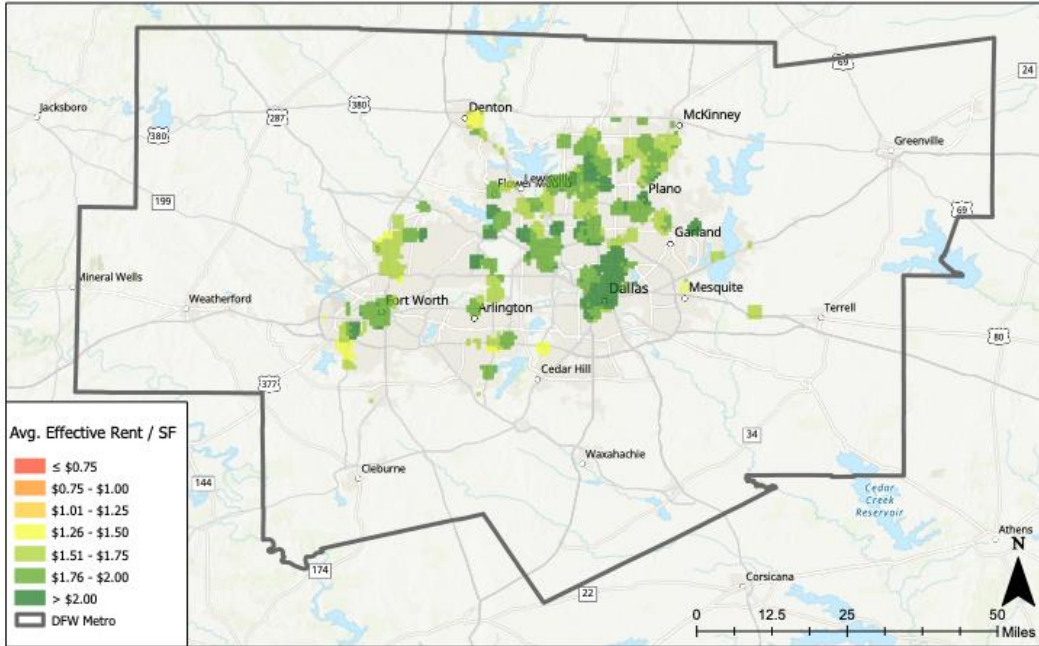 69
24
Jacksboro
380
287
380
Denton
McKinney
Greenville
Lewisville
Flower Mound
Plano
199
69
Garland
Mineral Wells
Weatherford
Fort Worth
Arlington
Dallas
Mesquite
Terrell
80
377
Cedar Hill
34
Waxahachie
Cleburne
144
Cedar
Creek
Reservoir
Athens
174
22
Corsicana
Avg. Effective Rent / SF
≤ $0.75
$0.75 - $1.00
$1.01 - $1.25
$1.26 - $1.50
$1.51 - $1.75
$1.76 - $2.00
> $2.00
DFW Metro
N
0 12.5 25 50
Miles